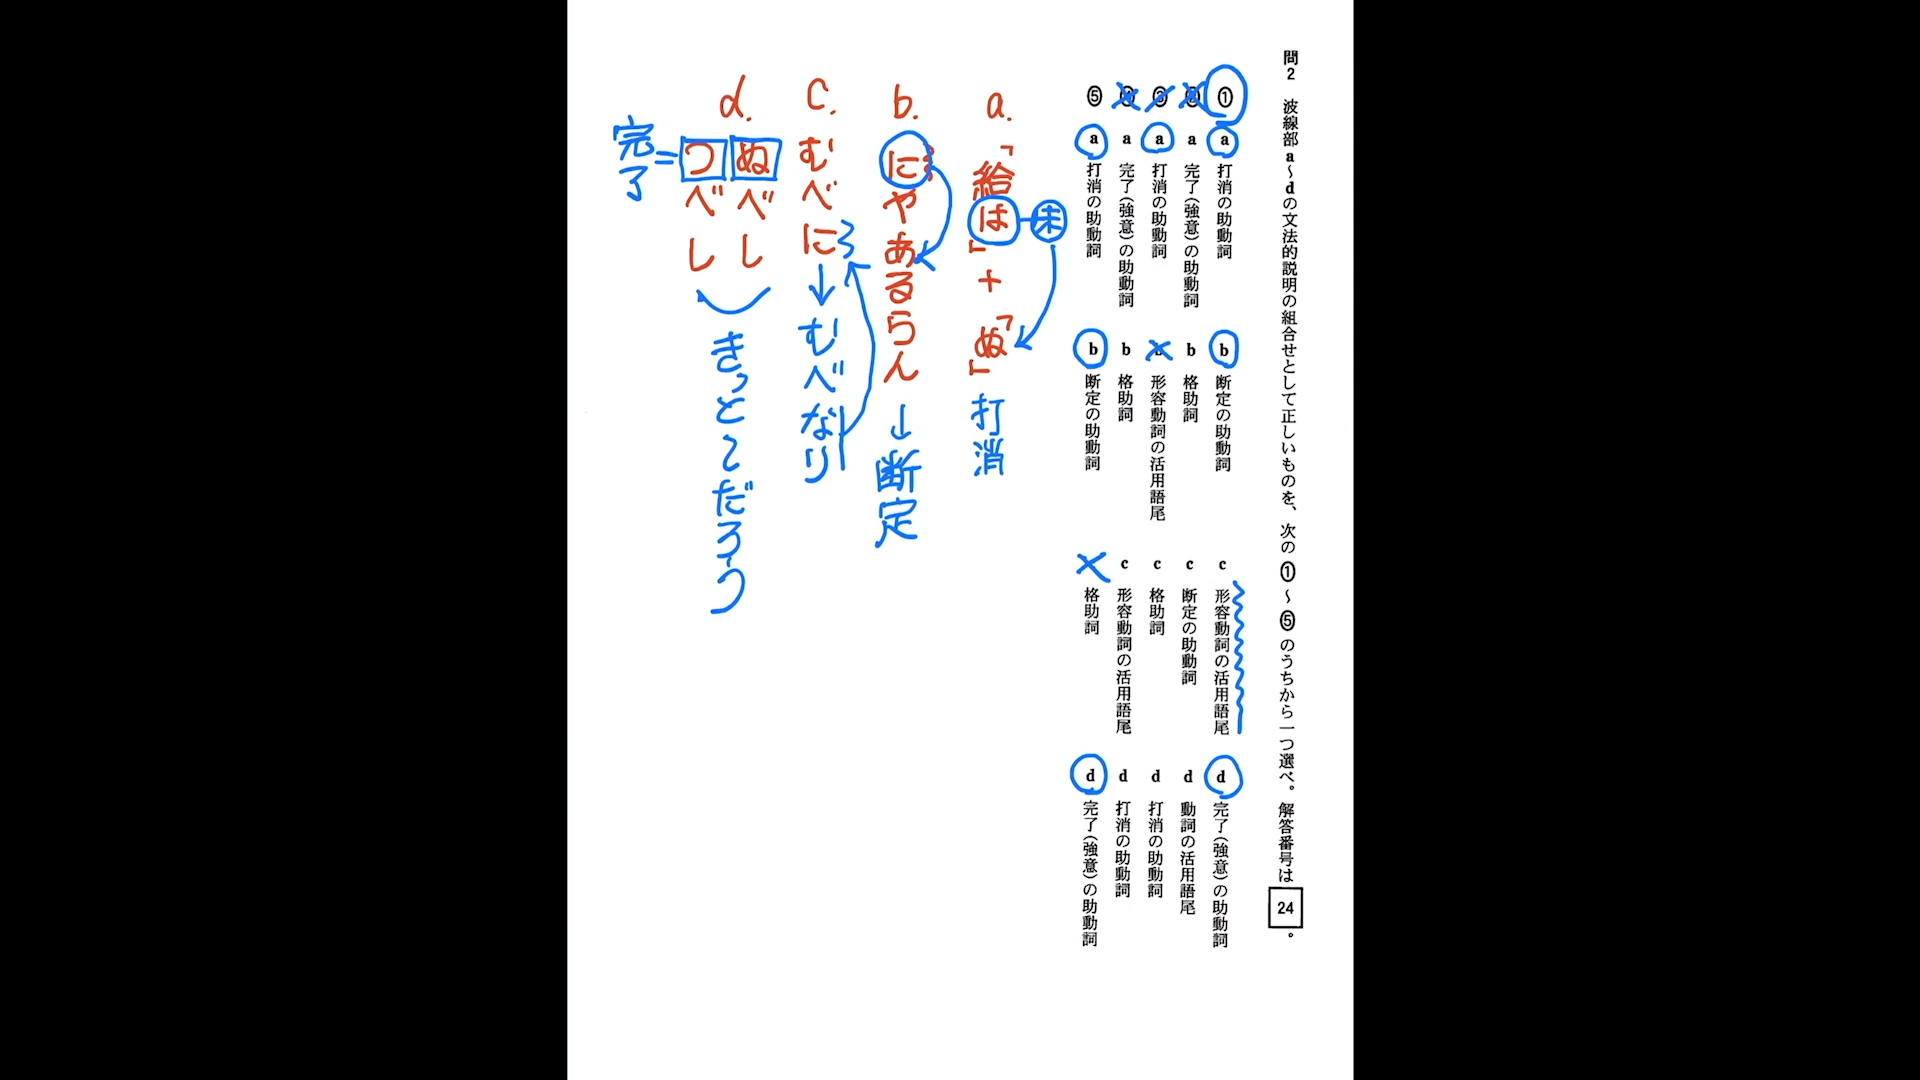 問2 波線部a～dの文法的説明の組合せとして正しいものを、次の①～⑤のうちから一つ選べ。解答番号は24。
① a 打消の助動詞 b 断定の助動詞 c 形容動詞の活用語尾 d 完了(強意)の助動詞
a 完了(強意)の助動詞 b 格助詞 c 断定の助動詞 d 動詞の活用語尾
a 打消の助動詞 形容動詞の活用語尾 c 格助詞 d 打消の助動詞
a 完了(強意)の助動詞 b 格助詞 c 形容動詞の活用語尾 d 打消の助動詞
⑤ a 打消の助動詞 b 断定の助動詞 格助詞 d 完了(強意)の助動詞
未
a.「給は」+「ぬ」打消
b. にやあるらん→断定
c. むべに→むべなり
d. ぬべし
つべし
きっと～だろう
=完了